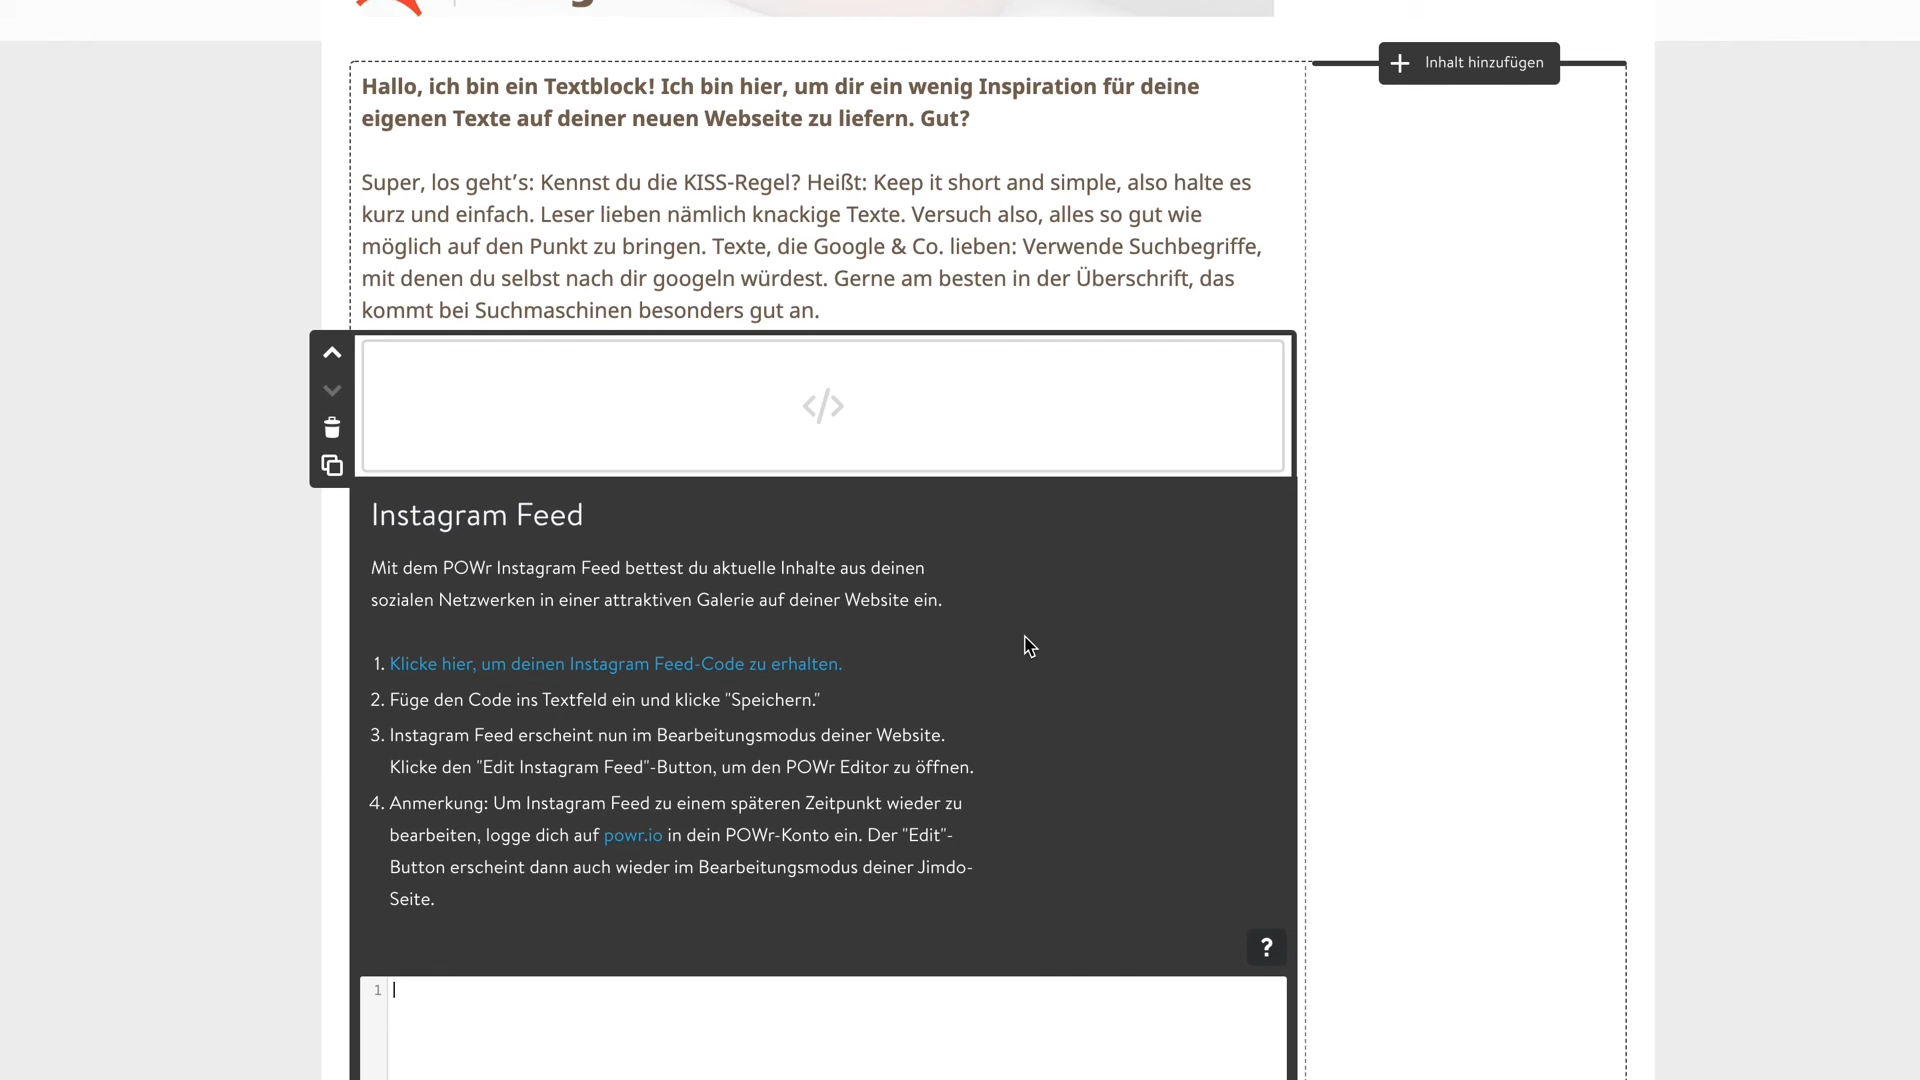 Inhalt hinzufügen
Hallo, ich bin ein Textblock! Ich bin hier, um dir ein wenig Inspiration für deine
eigenen Texte auf deiner neuen Webseite zu liefern. Gut?
Super, los geht’s: Kennst du die KISS-Regel? Heißt: Keep it short and simple, also halte es
kurz und einfach. Leser lieben nämlich knackige Texte. Versuch also, alles so gut wie
möglich auf den Punkt zu bringen. Texte, die Google & Co. lieben: Verwende Suchbegriffe,
mit denen du selbst nach dir googeln würdest. Gerne am besten in der Überschrift, das
kommt bei Suchmaschinen besonders gut an.
</>
Instagram Feed
Mit dem POWr Instagram Feed bettest du aktuelle Inhalte aus deinen
sozialen Netzwerken in einer attraktiven Galerie auf deiner Website ein.
1. Klicke hier, um deinen Instagram Feed-Code zu erhalten.
2. Füge den Code ins Textfeld ein und klicke "Speichern."
3. Instagram Feed erscheint nun im Bearbeitungsmodus deiner Website.
Klicke den "Edit Instagram Feed"-Button, um den POWr Editor zu öffnen.
4. Anmerkung: Um Instagram Feed zu einem späteren Zeitpunkt wieder zu
bearbeiten, logge dich auf powr.io in dein POWr-Konto ein. Der "Edit"-
Button erscheint dann auch wieder im Bearbeitungsmodus deiner Jimdo-
Seite.
?
1